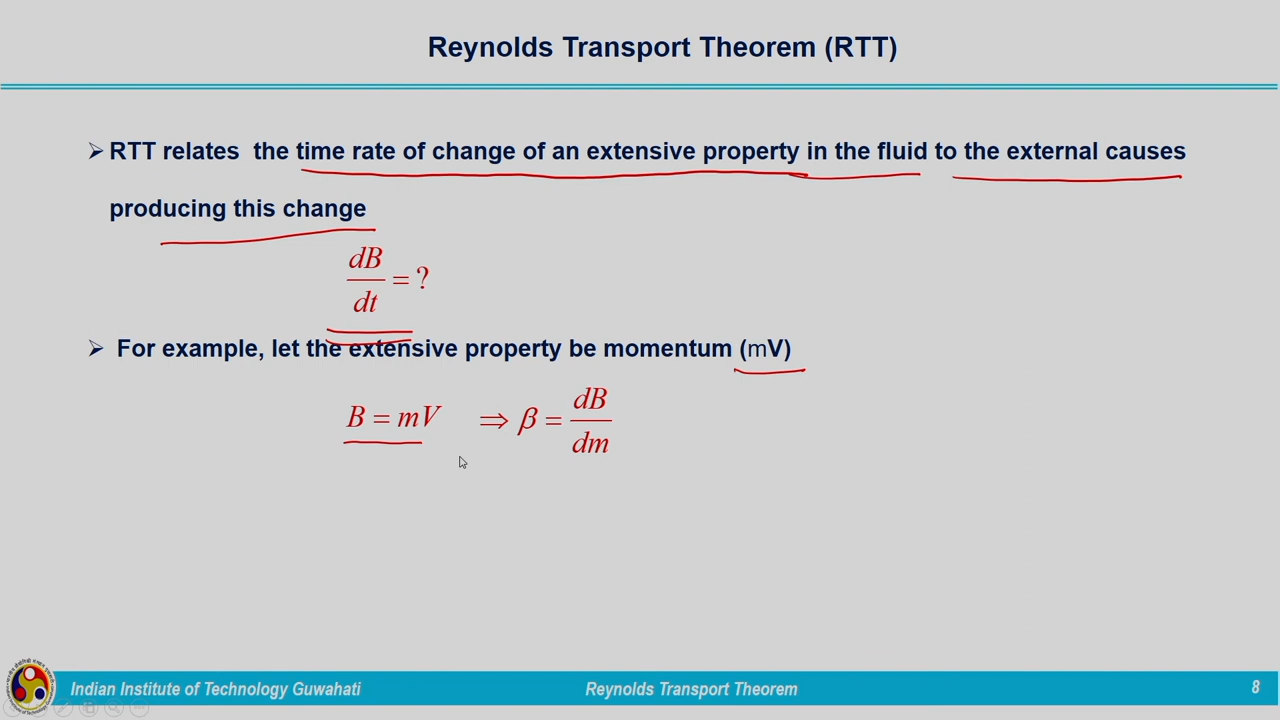 Reynolds Transport Theorem (RTT)
➢ RTT relates the time rate of change of an extensive property in the fluid to the external causes
producing this change
dB/dt = ?
➢ For example, let the extensive property be momentum (mV)
B = mV ⇒ β = dB/dm
Indian Institute of Technology Guwahati Reynolds Transport Theorem 8